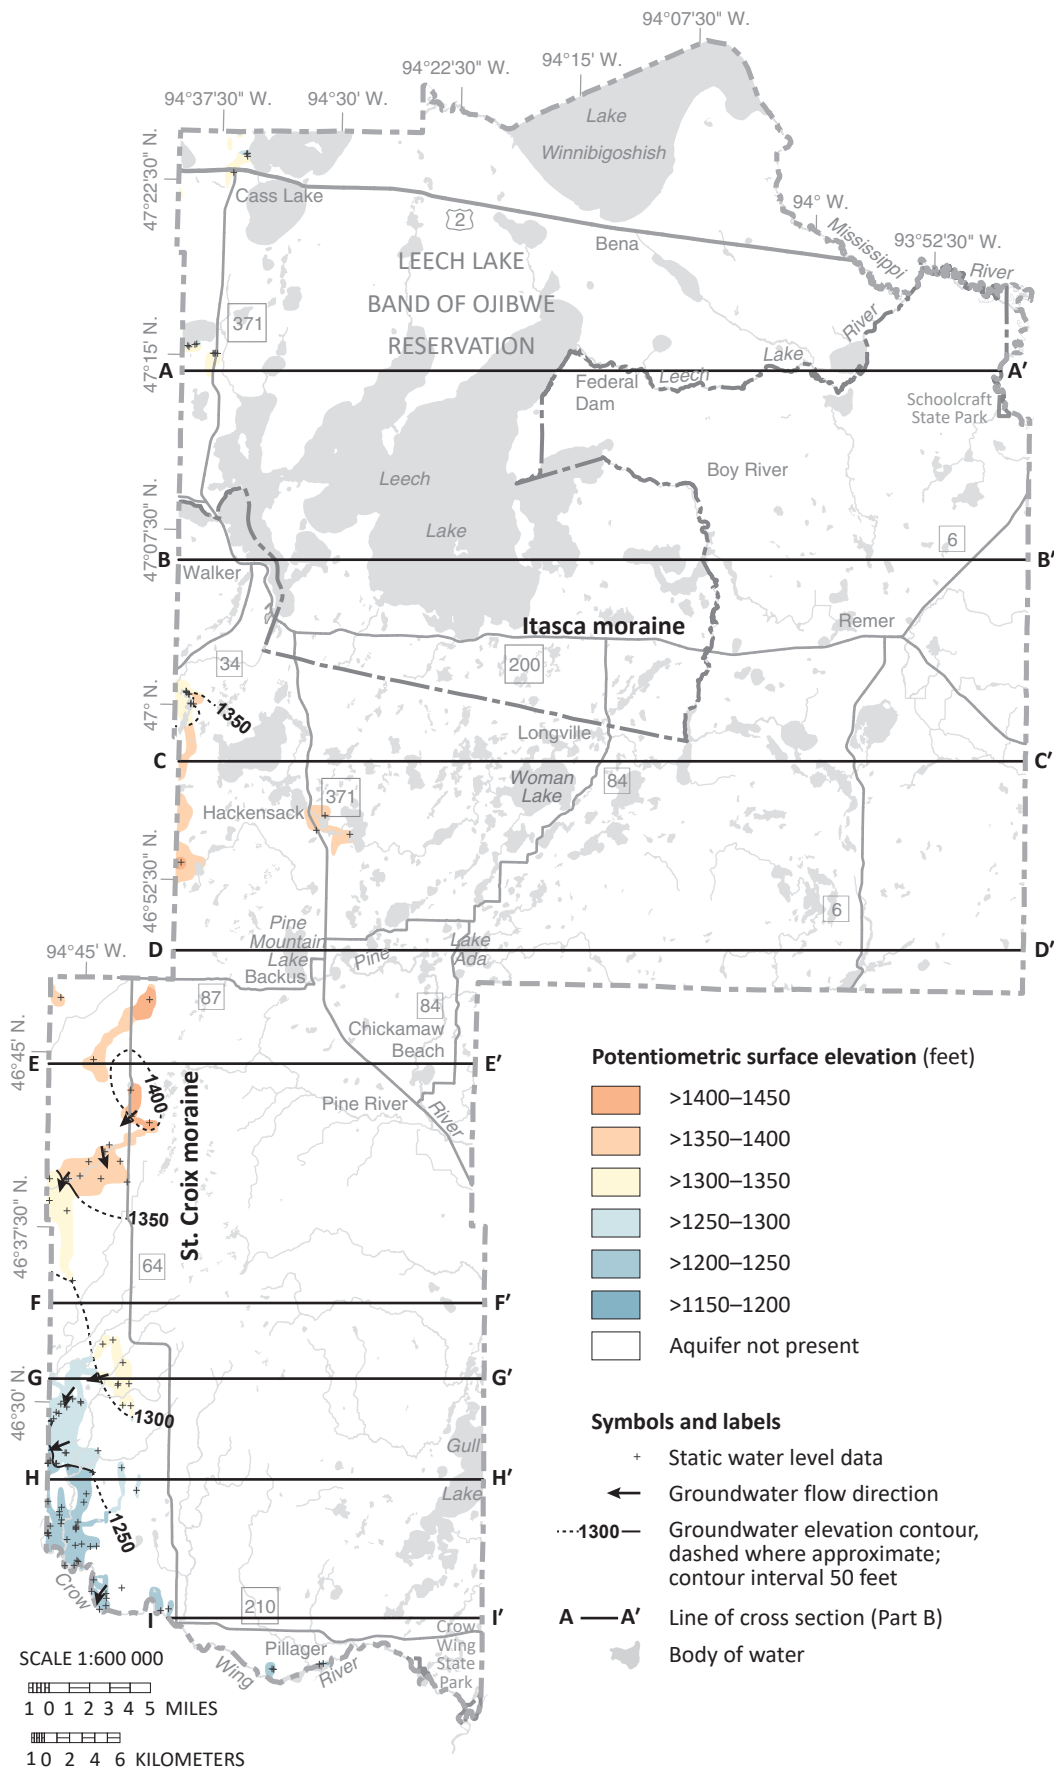 94°07'30" W.
94°15' W.
94°22'30" W.
94°37'30" W.
94°30' W.
Lake
Winnibigoshish
47°22'30" N.
Cass Lake
94° W.
2
Bena
Mississippi
93°52'30" W.
River
LEECH LAKE
BAND OF OJIBWE
RESERVATION
371
River
47°15' N.
Lake
A
A'
Federal
Dam
Leech
Schoolcraft
State Park
Boy River
Leech
Lake
47°07'30" N.
6
B
B'
Walker
Itasca moraine
Remer
34
200
47° N.
1350
Longville
C
C'
Woman
Lake
84
371
Hackensack
46°52'30" N.
6
Pine
Mountain
Lake
94°45' W.
D
D'
Pine
Lake
Ada
Backus
87
84
Chickamaw
Beach
46°45' N.
E
E'
1400
Pine River
River
St. Croix moraine
1350
46°37'30" N.
64
F
F'
G
G'
46°30' N.
1300
Gull
Lake
H
H'
1250
Crow
I
I'
210
Pillager
Wing
River
Crow
Wing
State
Park
Potentiometric surface elevation (feet)
>1400–1450
>1350–1400
>1300–1350
>1250–1300
>1200–1250
>1150–1200
Aquifer not present
Symbols and labels
+ Static water level data
Groundwater flow direction
1300 Groundwater elevation contour,
dashed where approximate;
contour interval 50 feet
A A' Line of cross section (Part B)
Body of water
SCALE 1:600 000
1 0 1 2 3 4 5 MILES
1 0 2 4 6 KILOMETERS